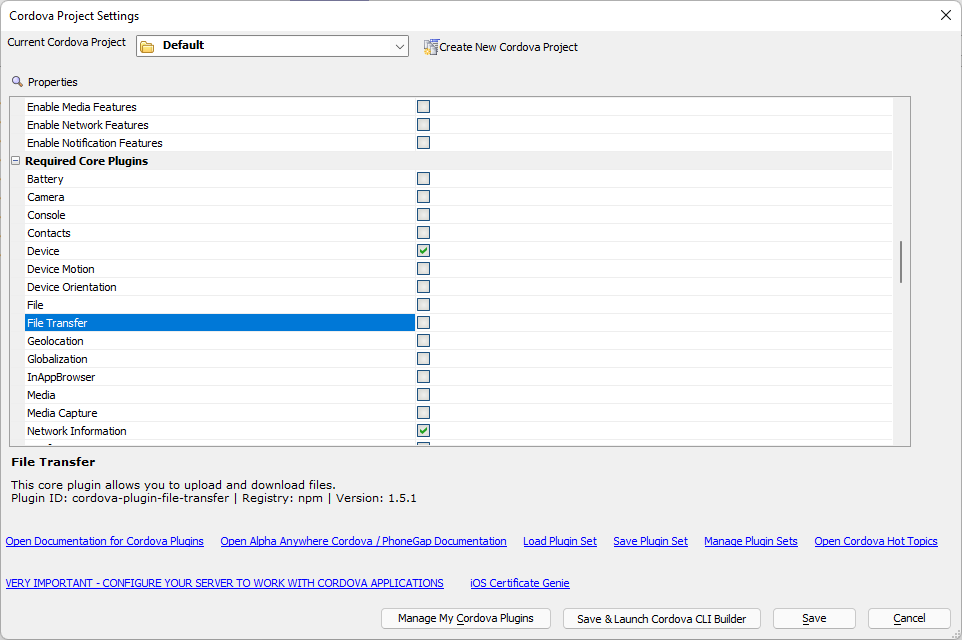 Cordova Project Settings
Current Cordova Project
Default
Create New Cordova Project
Properties
Enable Media Features
Enable Network Features
Enable Notification Features
Required Core Plugins
Battery
Camera
Console
Contacts
Device
Device Motion
Device Orientation
File
File Transfer
Geolocation
Globalization
InAppBrowser
Media
Media Capture
Network Information
File Transfer
This core plugin allows you to upload and download files.
Plugin ID: cordova-plugin-file-transfer | Registry: npm | Version: 1.5.1
Open Documentation for Cordova Plugins Open Alpha Anywhere Cordova / PhoneGap Documentation Load Plugin Set Save Plugin Set Manage Plugin Sets Open Cordova Hot Topics
VERY IMPORTANT - CONFIGURE YOUR SERVER TO WORK WITH CORDOVA APPLICATIONS iOS Certificate Genie
Manage My Cordova Plugins Save & Launch Cordova CLI Builder Save Cancel